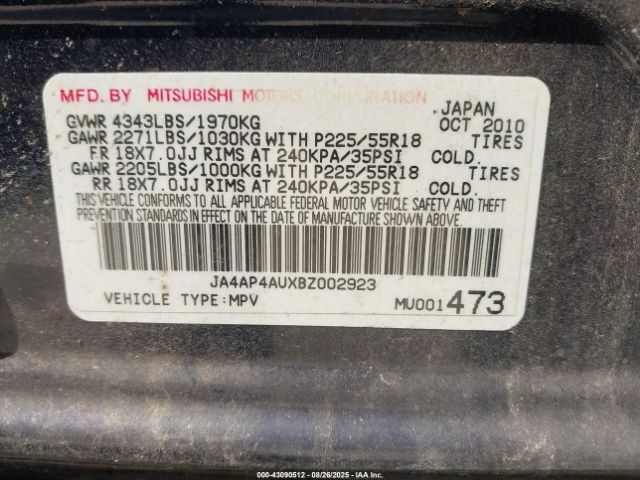 MFD. BY MITSUBISHI MOTORS CORPORATION JAPAN
GVWR 4343LBS/1970KG OCT 2010
GAWR 2271LBS/1030KG WITH P225/55R18 TIRES
FR 18X7.0JJ RIMS AT 240KPA/35PSI COLD.
GAWR 2205LBS/1000KG WITH P225/55R18 TIRES
RR 18X7.0JJ RIMS AT 240KPA/35PSI COLD.
THIS VEHICLE CONFORMS TO ALL APPLICABLE FEDERAL MOTOR VEHICLE SAFETY AND THEFT
PREVENTION STANDARDS IN EFFECT ON THE DATE OF MANUFACTURE SHOWN ABOVE.
JA4AP4AUXBZ002923
VEHICLE TYPE:MPV MU001473
000-43090512 - 08/26/2025 - IAAI.COM